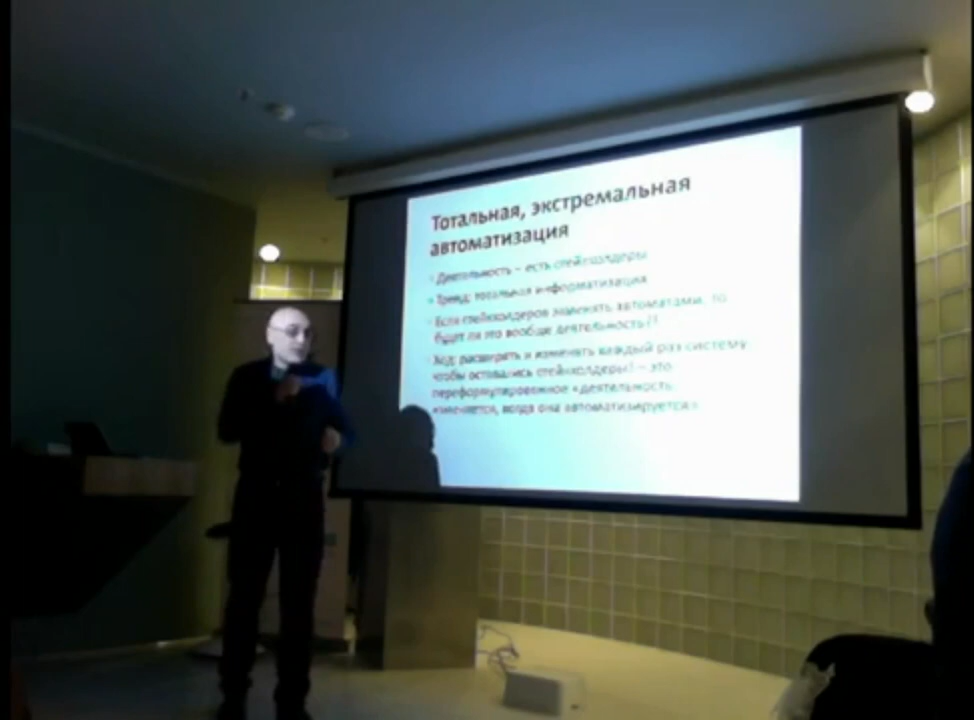 Тотальная, экстремальная
автоматизация
Деятельность – есть стейкхолдеры
Тренд: тотальная информатизация
Если стейкхолдеров заменять автоматами, то
будет ли это вообще деятельность?!
Ход: расширять и изменять каждый раз систему
чтобы оставались стейкхолдеры! – это
переформулированное «деятельность
изменяется, когда она автоматизируется»